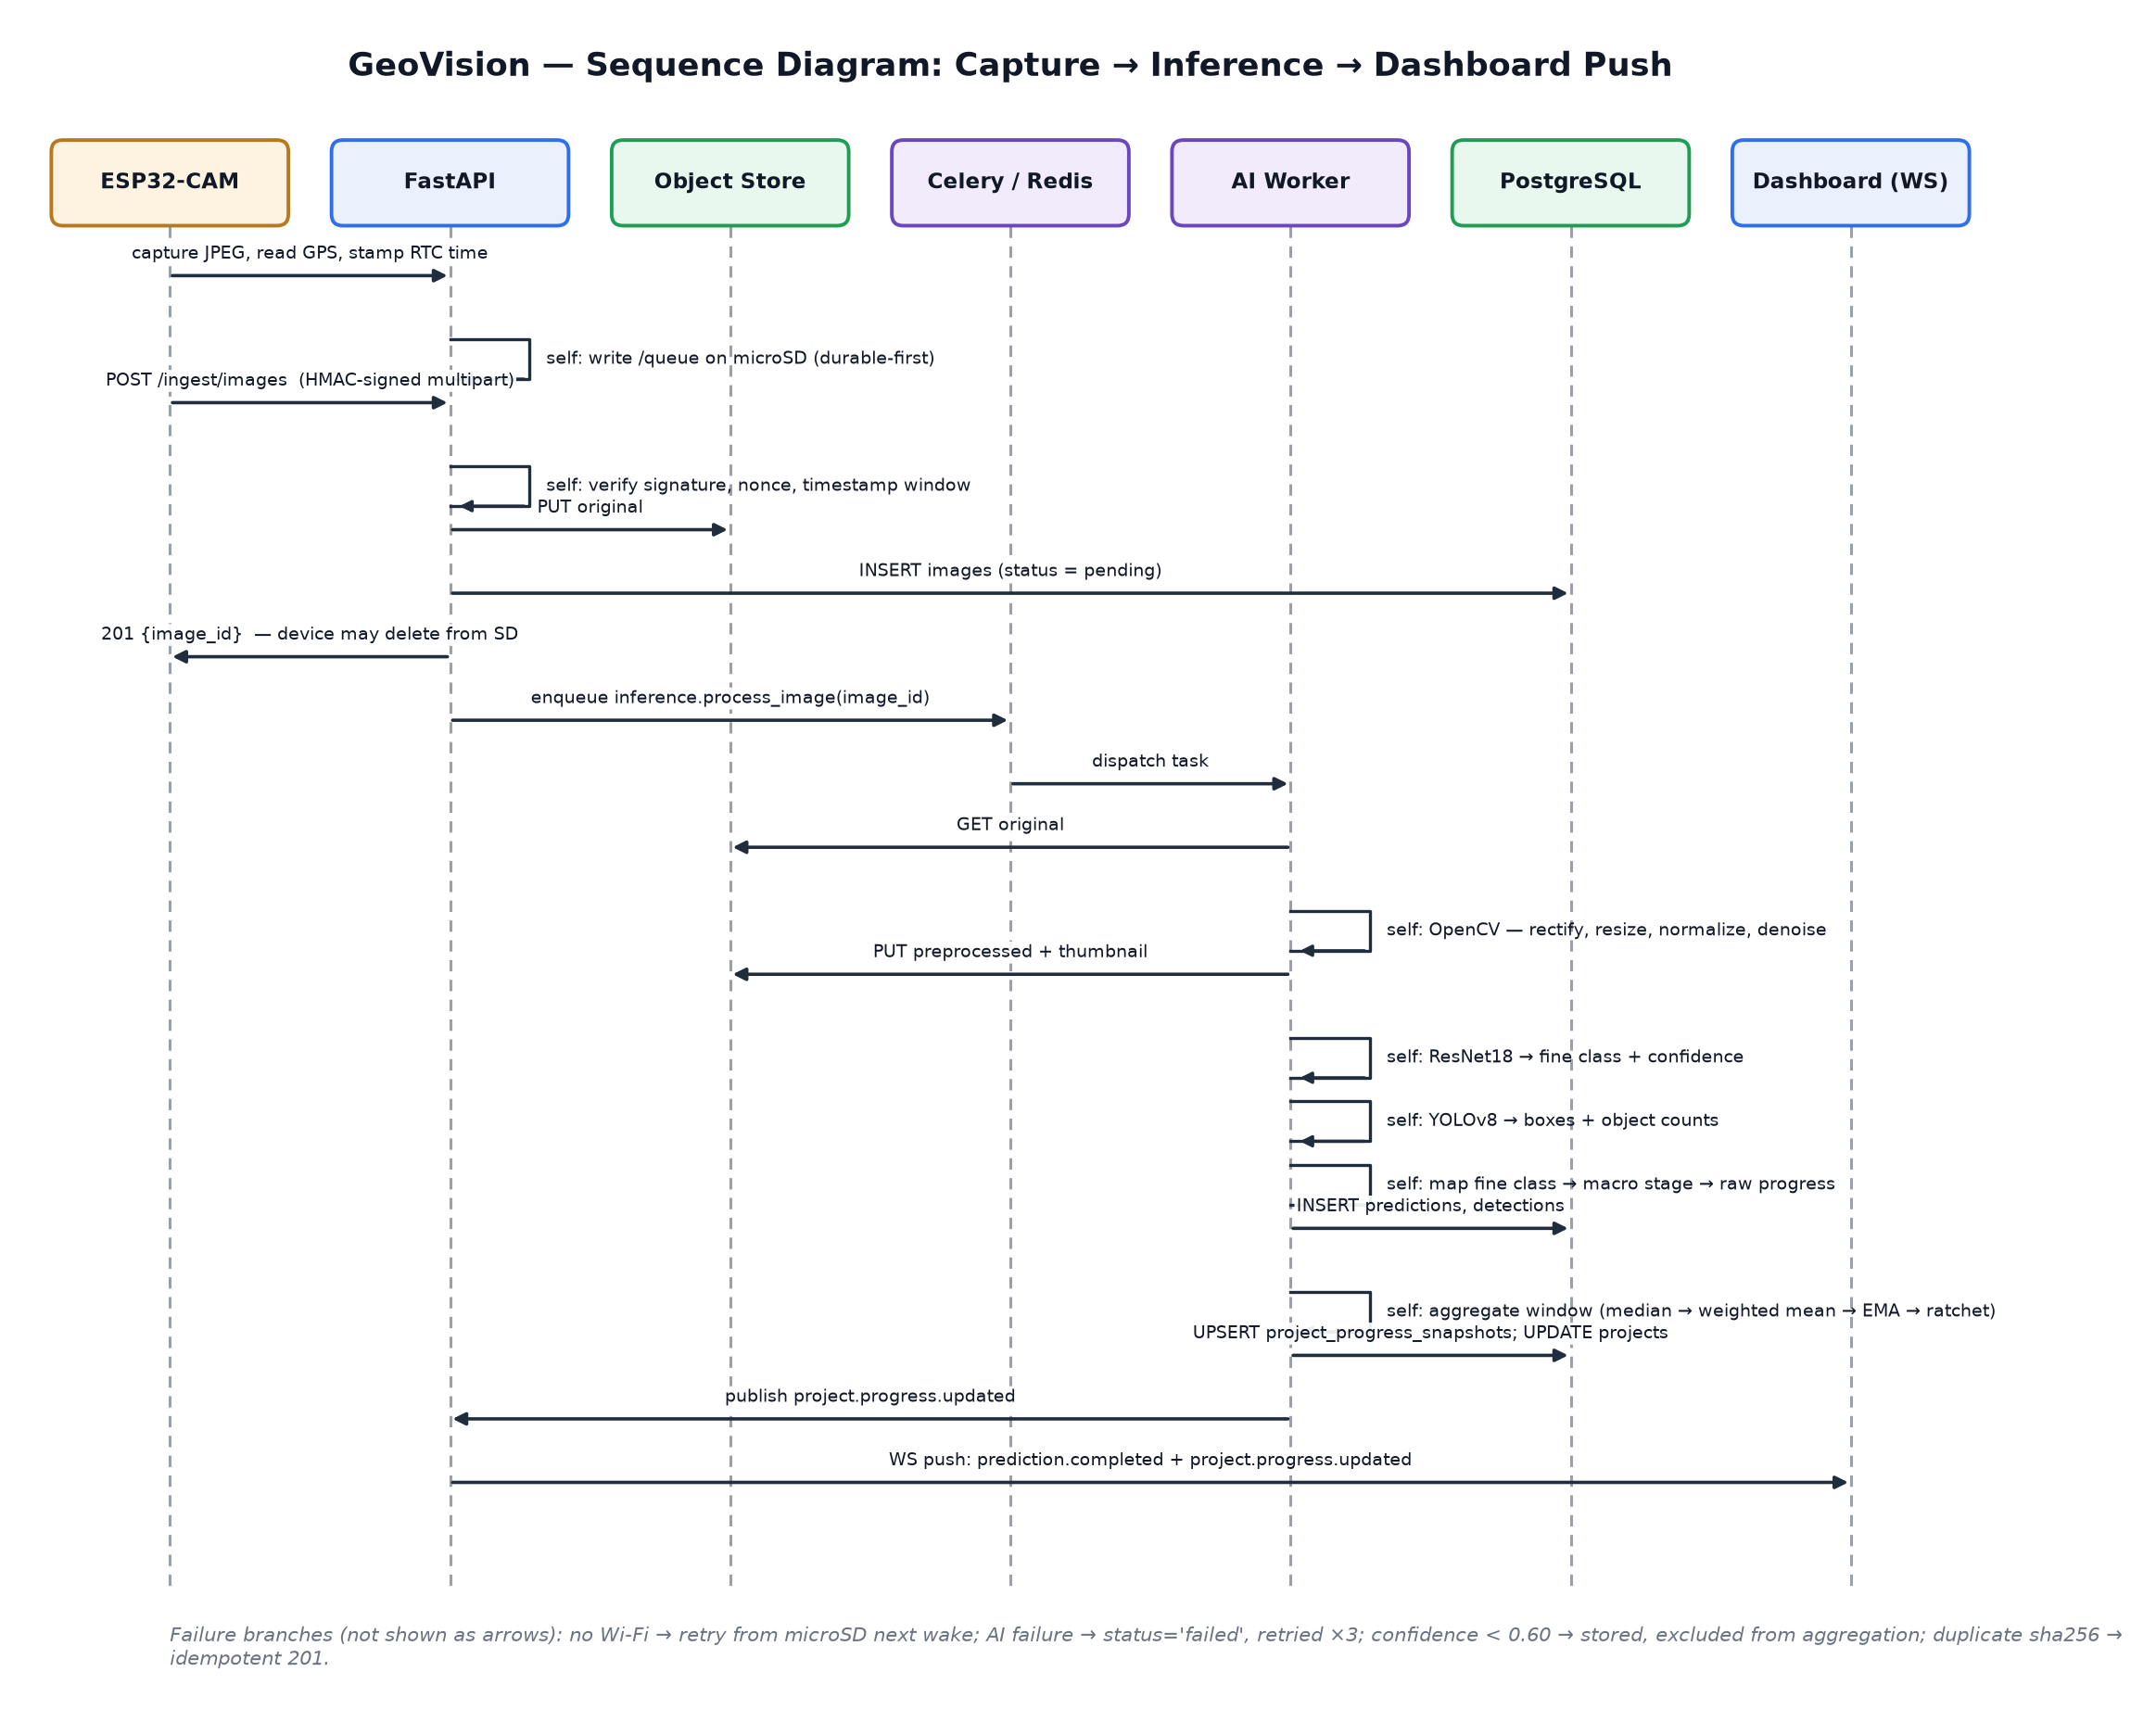 GeoVision — Sequence Diagram: Capture → Inference → Dashboard Push
ESP32-CAM
FastAPI
Object Store
Celery / Redis
AI Worker
PostgreSQL
Dashboard (WS)
capture JPEG, read GPS, stamp RTC time
self: write /queue on microSD (durable-first)
POST /ingest/images  (HMAC-signed multipart)
self: verify signature, nonce, timestamp window
PUT original
INSERT images (status = pending)
201 {image_id}  — device may delete from SD
enqueue inference.process_image(image_id)
dispatch task
GET original
self: OpenCV — rectify, resize, normalize, denoise
PUT preprocessed + thumbnail
self: ResNet18 → fine class + confidence
self: YOLOv8 → boxes + object counts
self: map fine class → macro stage → raw progress
INSERT predictions, detections
self: aggregate window (median → weighted mean → EMA → ratchet)
UPSERT project_progress_snapshots; UPDATE projects
publish project.progress.updated
WS push: prediction.completed + project.progress.updated
Failure branches (not shown as arrows): no Wi-Fi → retry from microSD next wake; AI failure → status='failed', retried ×3; confidence < 0.60 → stored, excluded from aggregation; duplicate sha256 →
idempotent 201.